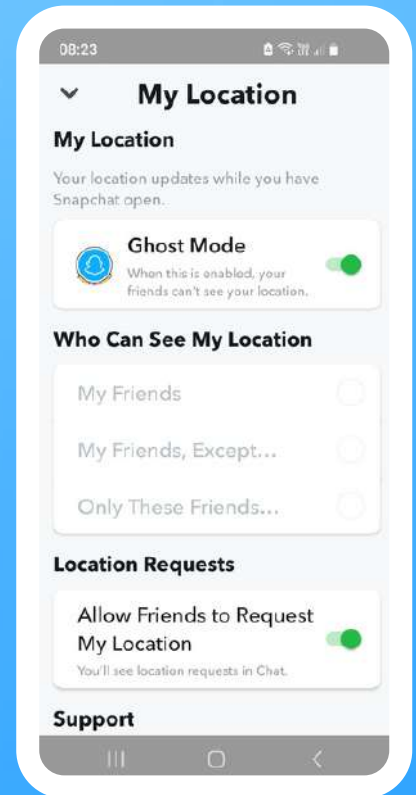 08:23
My Location
My Location
Your location updates while you have
Snapchat open.
Ghost Mode
When this is enabled, your
friends can't see your location.
Who Can See My Location
My Friends
My Friends, Except...
Only These Friends...
Location Requests
Allow Friends to Request
My Location
You'll see location requests in Chat.
Support